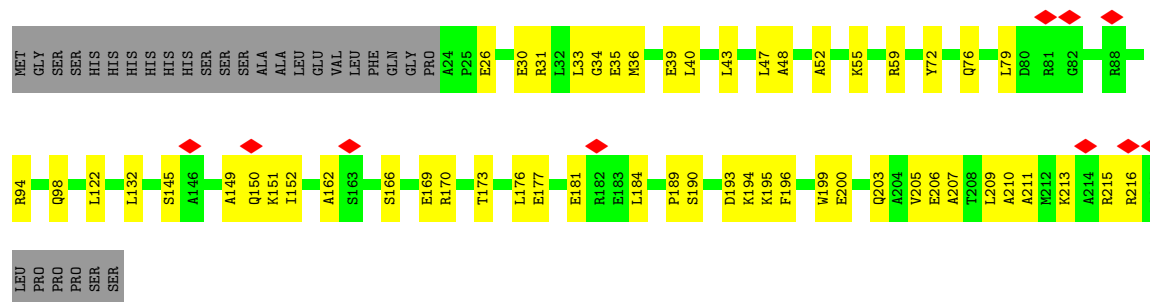 MET GLY SER SER HIS HIS HIS HIS HIS HIS SER SER SER ALA ALA LEU GLU VAL LEU PHE GLN GLY PRO A24 P25 E26 E30 R31 L32 L33 G34 E35 M36 E39 L40 L43 L47 A48 A52 K55 R59 Y72 Q76 L79 D80 R81 G82 R88
R94 Q98 L122 L132 S145 A146 A149 Q150 K151 I152 A162 S163 S166 E169 R170 T173 L176 E177 E181 R182 E183 L184 P189 S190 D193 K194 K195 F196 W199 E200 Q203 A204 V205 E206 A207 T208 L209 A210 A211 M212 K213 A214 R215 R216
LEU PRO PRO PRO SER SER